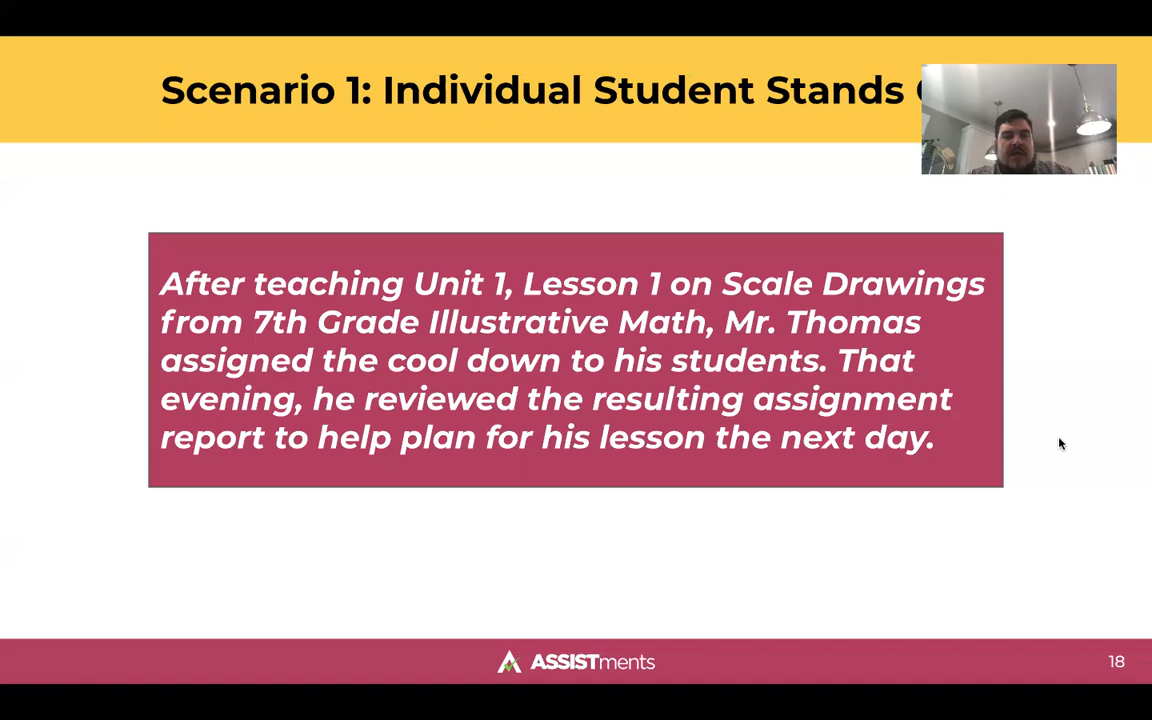 Scenario 1: Individual Student Stands
After teaching Unit 1, Lesson 1 on Scale Drawings
from 7th Grade Illustrative Math, Mr. Thomas
assigned the cool down to his students. That
evening, he reviewed the resulting assignment
report to help plan for his lesson the next day.
ASSISTments
18